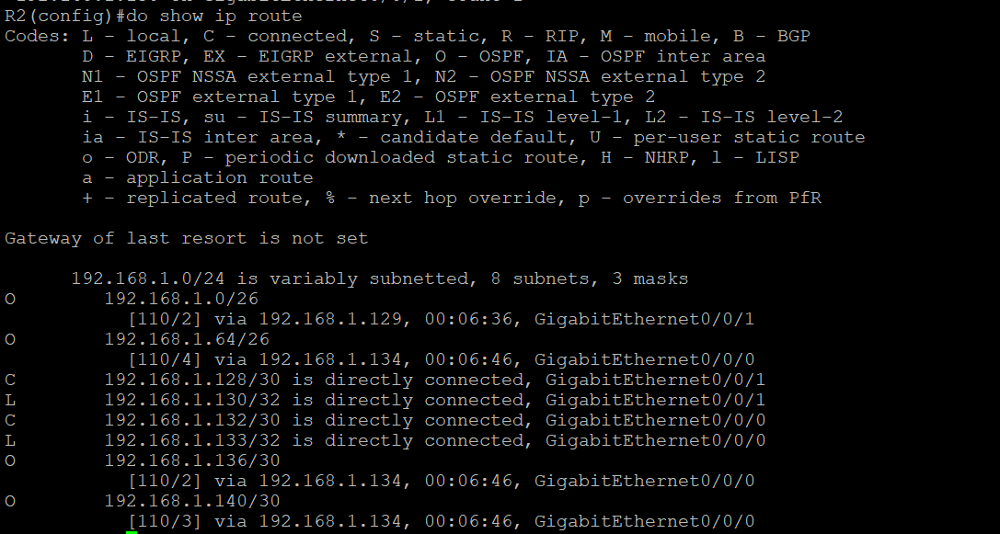 R2(config)#do show ip route
Codes: L - local, C - connected, S - static, R - RIP, M - mobile, B - BGP
       D - EIGRP, EX - EIGRP external, O - OSPF, IA - OSPF inter area
       N1 - OSPF NSSA external type 1, N2 - OSPF NSSA external type 2
       E1 - OSPF external type 1, E2 - OSPF external type 2
       i - IS-IS, su - IS-IS summary, L1 - IS-IS level-1, L2 - IS-IS level-2
       ia - IS-IS inter area, * - candidate default, U - per-user static route
       o - ODR, P - periodic downloaded static route, H - NHRP, l - LISP
       a - application route
       + - replicated route, % - next hop override, p - overrides from PfR
Gateway of last resort is not set
      192.168.1.0/24 is variably subnetted, 8 subnets, 3 masks
O        192.168.1.0/26
           [110/2] via 192.168.1.129, 00:06:36, GigabitEthernet0/0/1
O        192.168.1.64/26
           [110/4] via 192.168.1.134, 00:06:46, GigabitEthernet0/0/0
C        192.168.1.128/30 is directly connected, GigabitEthernet0/0/1
L        192.168.1.130/32 is directly connected, GigabitEthernet0/0/1
C        192.168.1.132/30 is directly connected, GigabitEthernet0/0/0
L        192.168.1.133/32 is directly connected, GigabitEthernet0/0/0
O        192.168.1.136/30
           [110/2] via 192.168.1.134, 00:06:46, GigabitEthernet0/0/0
O        192.168.1.140/30
           [110/3] via 192.168.1.134, 00:06:46, GigabitEthernet0/0/0